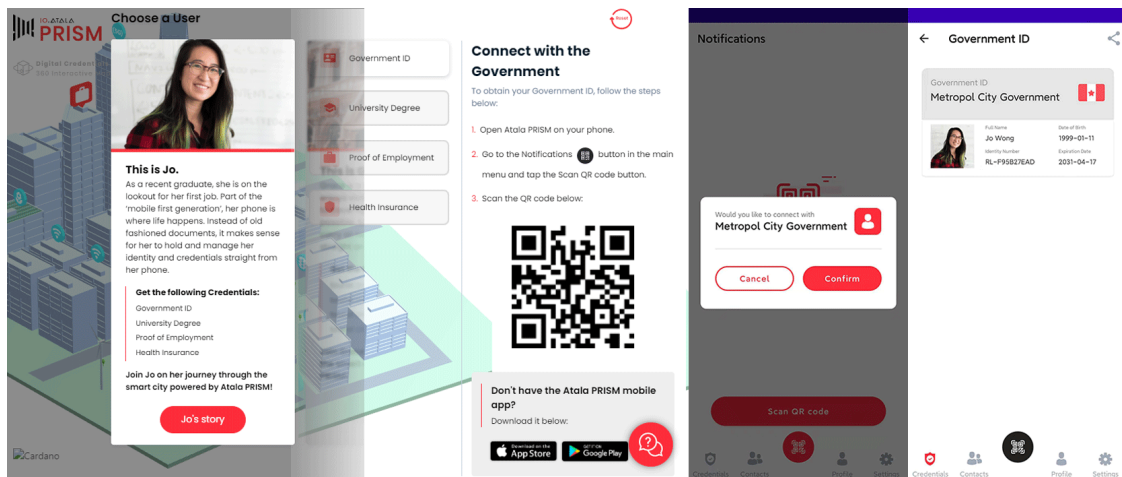 Choose a User
IO.ATALA
PRISM
Digital Credent
360 Interactive
This is Jo.
As a recent graduate, she is on the
lookout for her first job. Part of the
'mobile first generation', her phone is
where life happens. Instead of old
fashioned documents, it makes sense
for her to hold and manage her
identity and credentials straight from
her phone.
Get the following Credentials:
Government ID
University Degree
Proof of Employment
Health Insurance
Join Jo on her journey through the
smart city powered by Atala PRISM!
Jo's story
Cardano
Government ID
University Degree
Proof of Employment
Health Insurance
Reset
Connect with the
Government
To obtain your Government ID, follow the steps
below:
1. Open Atala PRISM on your phone.
2. Go to the Notifications button in the main
menu and tap the Scan QR code button.
3. Scan the QR code below:
Don't have the Atala PRISM mobile
app?
Download it below:
Download on the
App Store
GET IT ON
Google Play
Notifications
Would you like to connect with
Metropol City Government
Cancel
Confirm
Scan QR code
Credentials
Contacts
Profile
Settings
Government ID
Government ID
Metropol City Government
Full Name
Date of Birth
Jo Wong
1999-01-11
Identity Number
Expiration Date
RL-F95B27EAD
2031-04-17
Credentials
Contacts
Profile
Settings